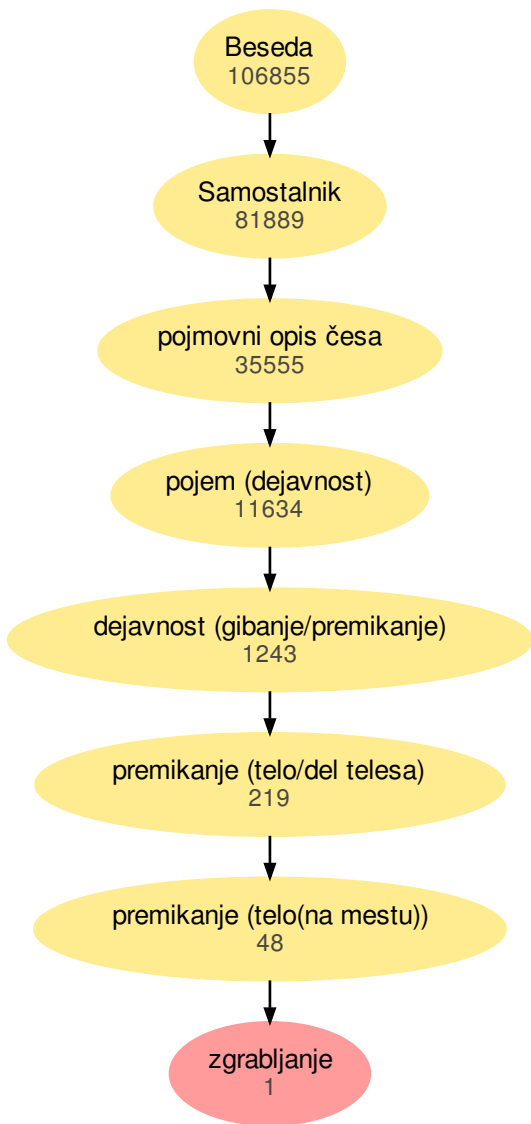 Beseda
106855
Samostalnik
81889
pojmovni opis česa
35555
pojem (dejavnost)
11634
dejavnost (gibanje/premikanje)
1243
premikanje (telo/del telesa)
219
premikanje (telo(na mestu))
48
zgrabljanje
1